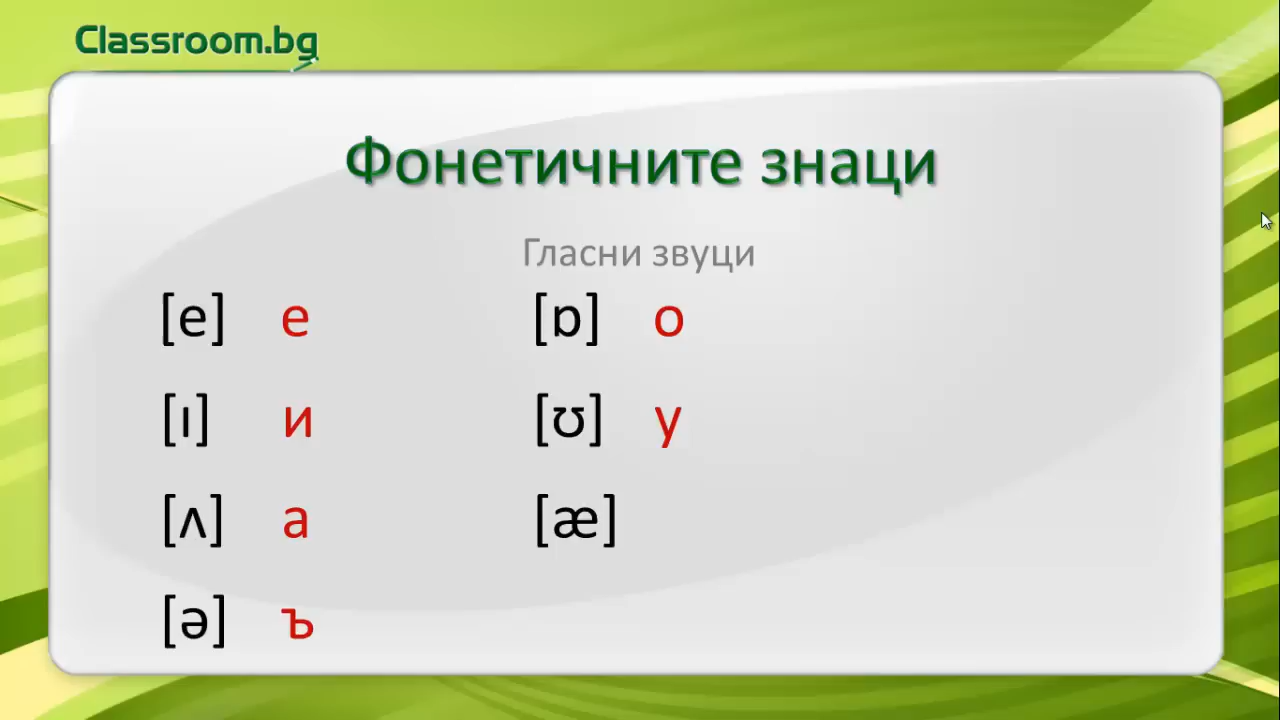 Classroom.bg
Фонетичните знаци
Гласни звуци
[e] е [ɒ] о
[ı] и [ʊ] у
[ʌ] а [æ]
[ə] ъ